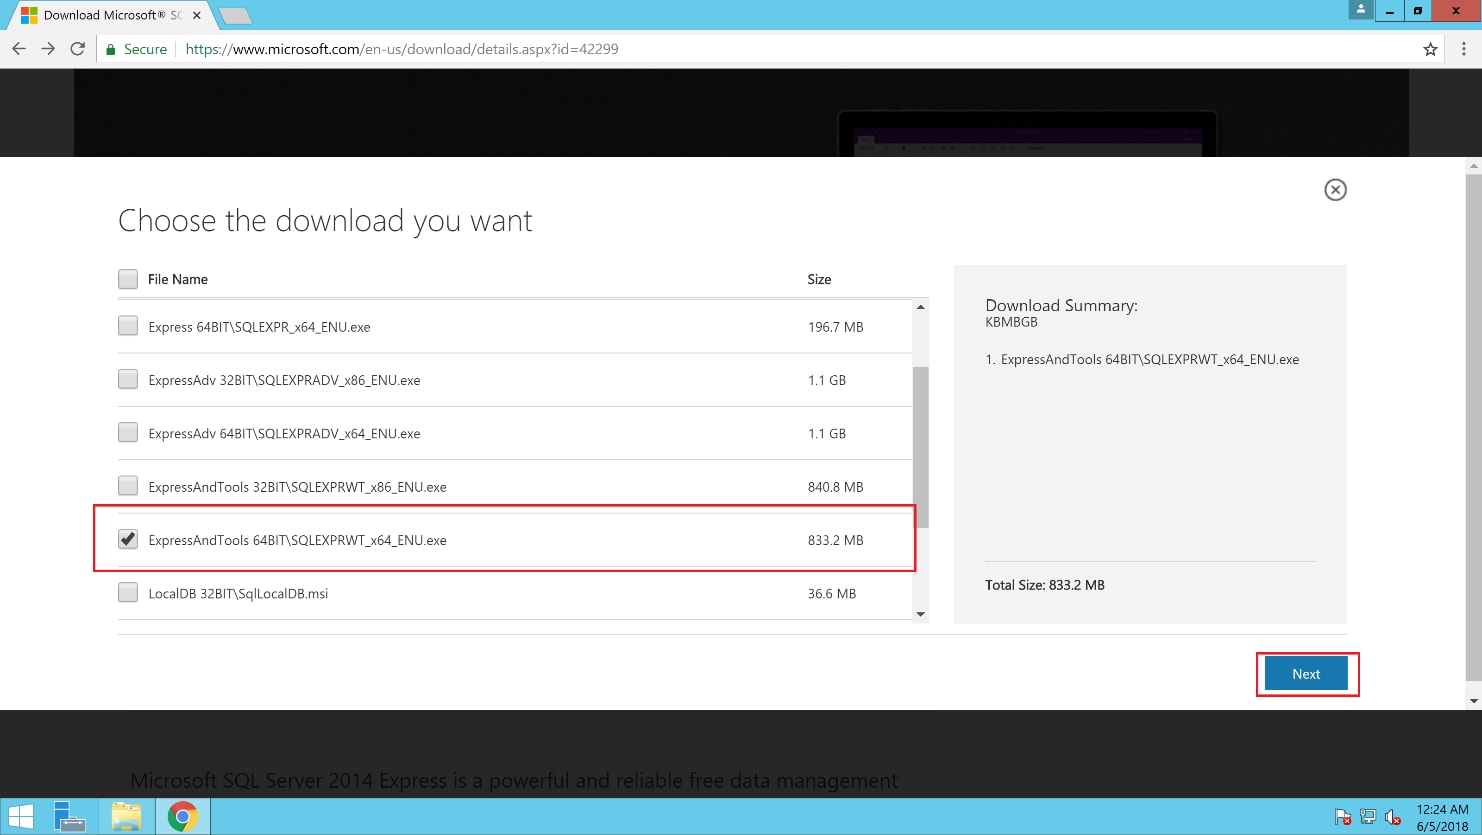 Download Microsoft® SQ
Secure
https://www.microsoft.com/en-us/download/details.aspx?id=42299
Choose the download you want
File Name Size
Express 64BIT\SQLEXPR_x64_ENU.exe 196.7 MB
ExpressAdv 32BIT\SQLEXPRADV_x86_ENU.exe 1.1 GB
ExpressAdv 64BIT\SQLEXPRADV_x64_ENU.exe 1.1 GB
ExpressAndTools 32BIT\SQLEXPRWT_x86_ENU.exe 840.8 MB
ExpressAndTools 64BIT\SQLEXPRWT_x64_ENU.exe 833.2 MB
LocalDB 32BIT\SqlLocalDB.msi 36.6 MB
Download Summary:
KBMBGB
1. ExpressAndTools 64BIT\SQLEXPRWT_x64_ENU.exe
Total Size: 833.2 MB
Next
Microsoft SQL Server 2014 Express is a powerful and reliable free data management
12:24 AM
6/5/2018